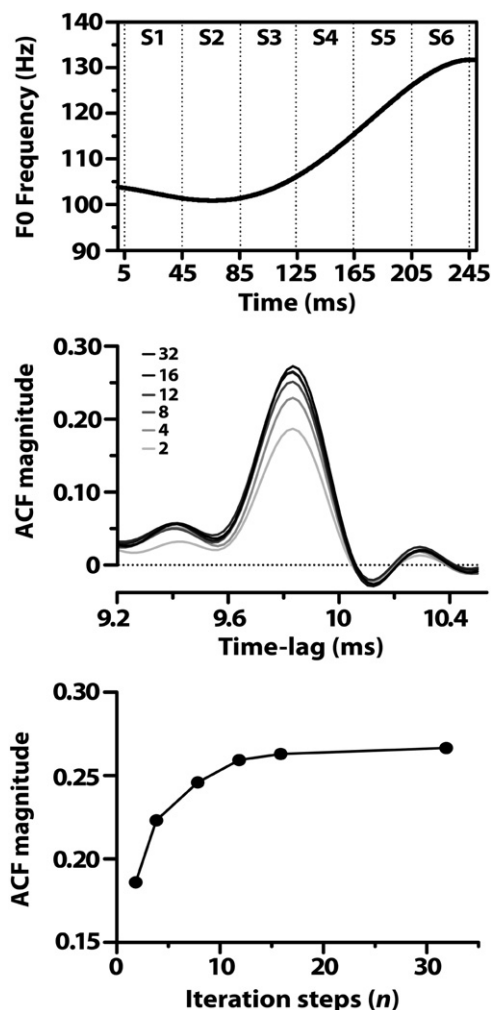 F0 Frequency (Hz)
140
130
120
110
100
90
S1 S2 S3 S4 S5 S6
5 45 85 125 165 205 245
Time (ms)
ACF magnitude
0.30
0.20
0.10
0
32
16
12
8
4
2
9.2 9.6 10 10.4
Time-lag (ms)
ACF magnitude
0.30
0.25
0.20
0.15
0 10 20 30
Iteration steps (n)